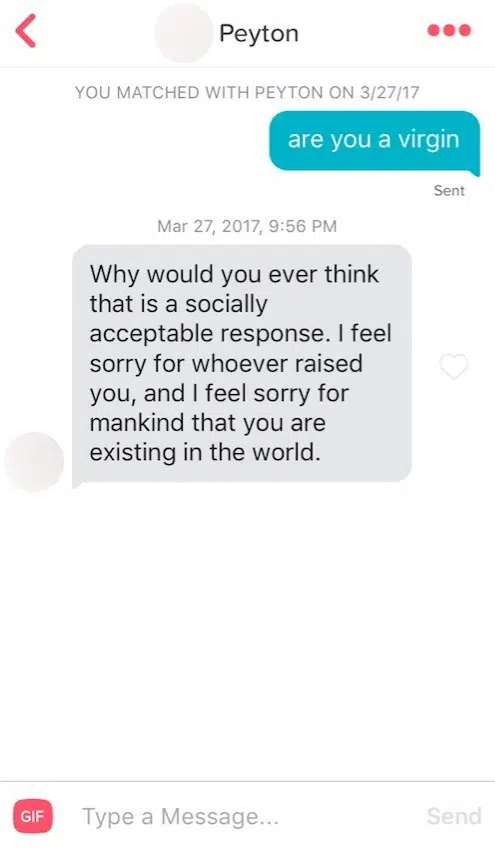 Peyton
YOU MATCHED WITH PEYTON ON 3/27/17
are you a virgin
Sent
Mar 27, 2017, 9:56 PM
Why would you ever think
that is a socially
acceptable response. I feel
sorry for whoever raised
you, and I feel sorry for
mankind that you are
existing in the world.
GIF Type a Message... Send